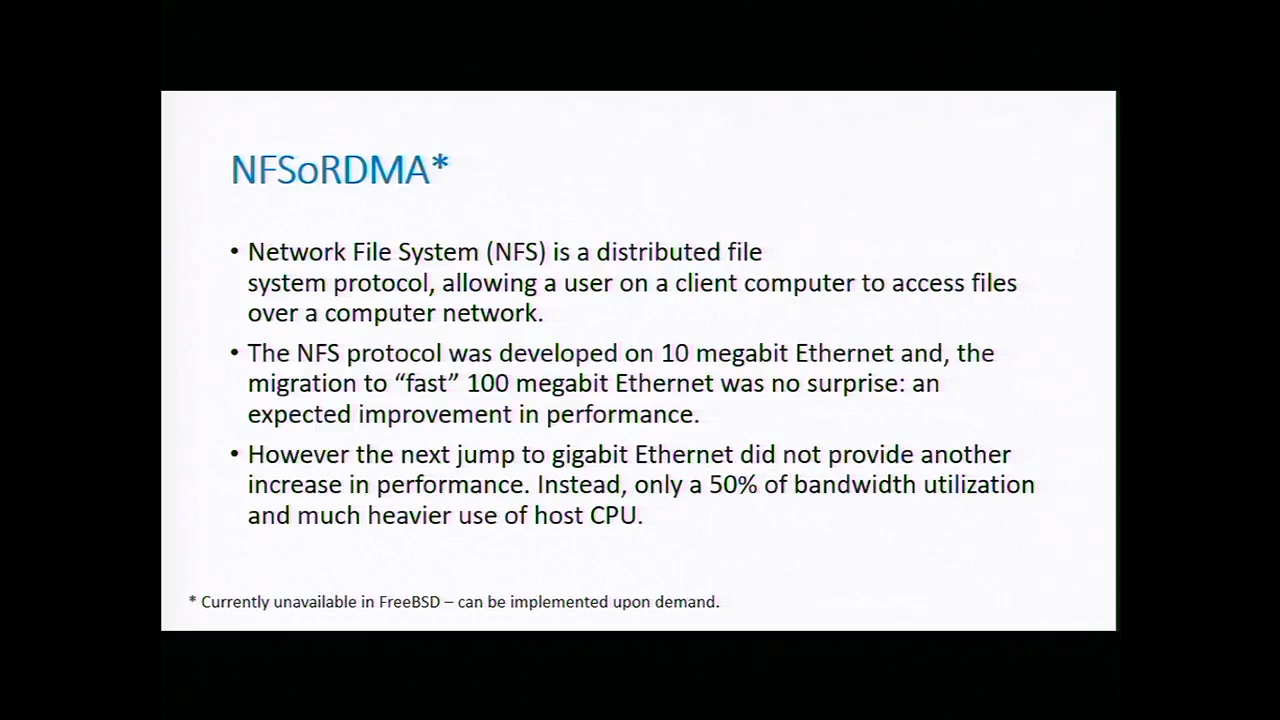 NFSoRDMA*
• Network File System (NFS) is a distributed file
system protocol, allowing a user on a client computer to access files
over a computer network.
• The NFS protocol was developed on 10 megabit Ethernet and, the
migration to “fast” 100 megabit Ethernet was no surprise: an
expected improvement in performance.
• However the next jump to gigabit Ethernet did not provide another
increase in performance. Instead, only a 50% of bandwidth utilization
and much heavier use of host CPU.
* Currently unavailable in FreeBSD – can be implemented upon demand.